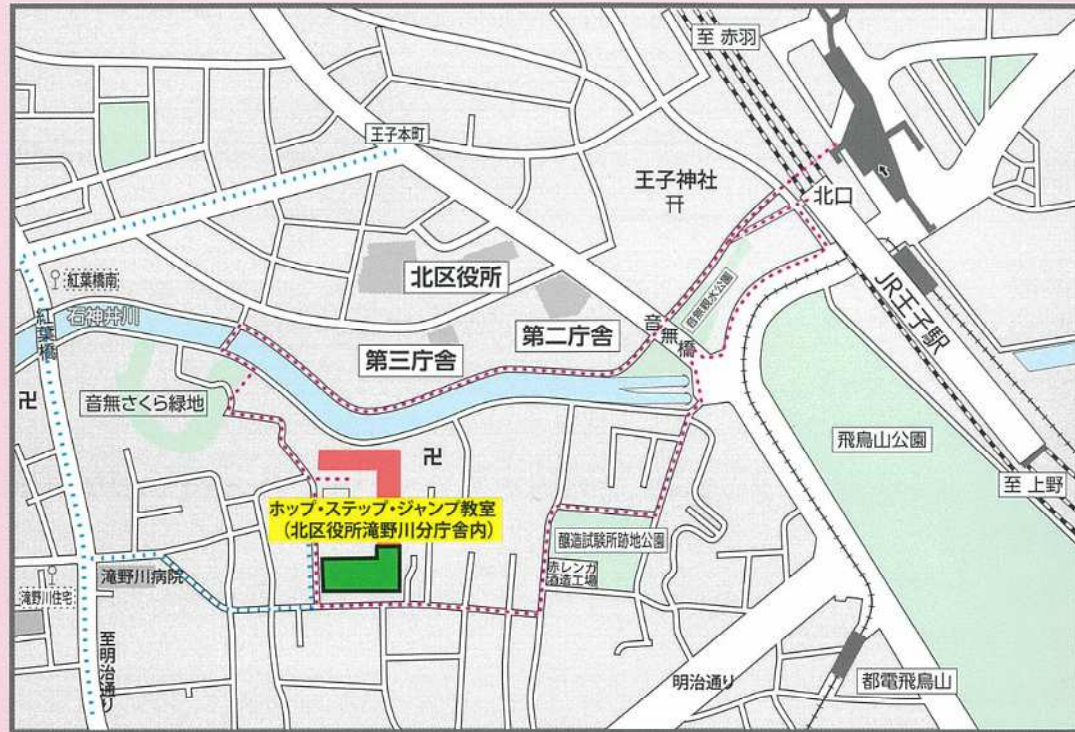 至 赤羽
王子本町
王子神社
北口
北区役所
紅葉橋南
石神井川
紅葉橋
音無親水公園
JR王子駅
音無橋
第二庁舎
第三庁舎
卍
音無さくら緑地
飛鳥山公園
卍
至 上野
ホップ・ステップ・ジャンプ教室
(北区役所滝野川分庁舎内)
醸造試験所跡地公園
赤レンガ
酒造工場
滝野川病院
滝野川住宅
至明治通り
明治通り
都電飛鳥山